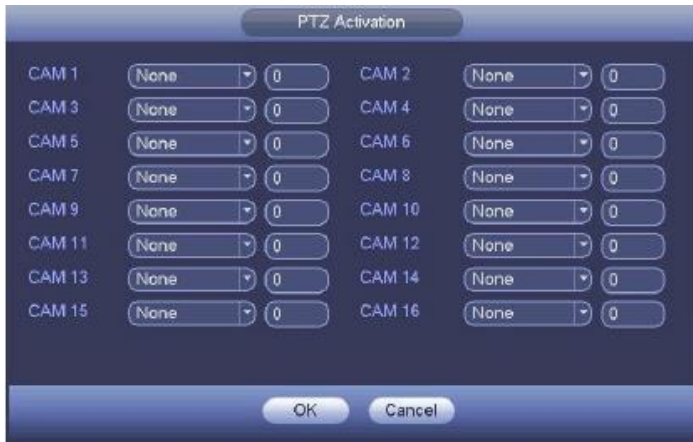 PTZ Activation
CAM 1 None 0 CAM 2 None 0
CAM 3 None 0 CAM 4 None 0
CAM 5 None 0 CAM 6 None 0
CAM 7 None 0 CAM 8 None 0
CAM 9 None 0 CAM 10 None 0
CAM 11 None 0 CAM 12 None 0
CAM 13 None 0 CAM 14 None 0
CAM 15 None 0 CAM 16 None 0
OK Cancel